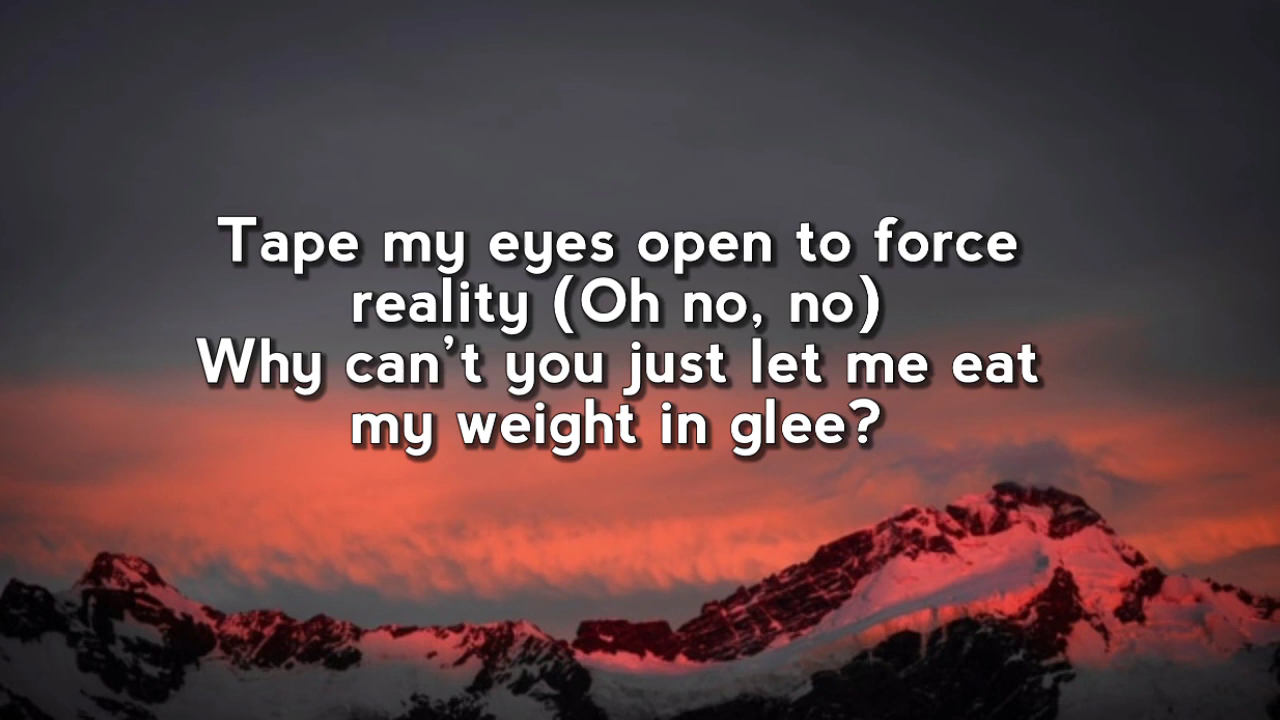 Tape my eyes open to force
reality (Oh no, no)
Why can't you just let me eat
my weight in glee?